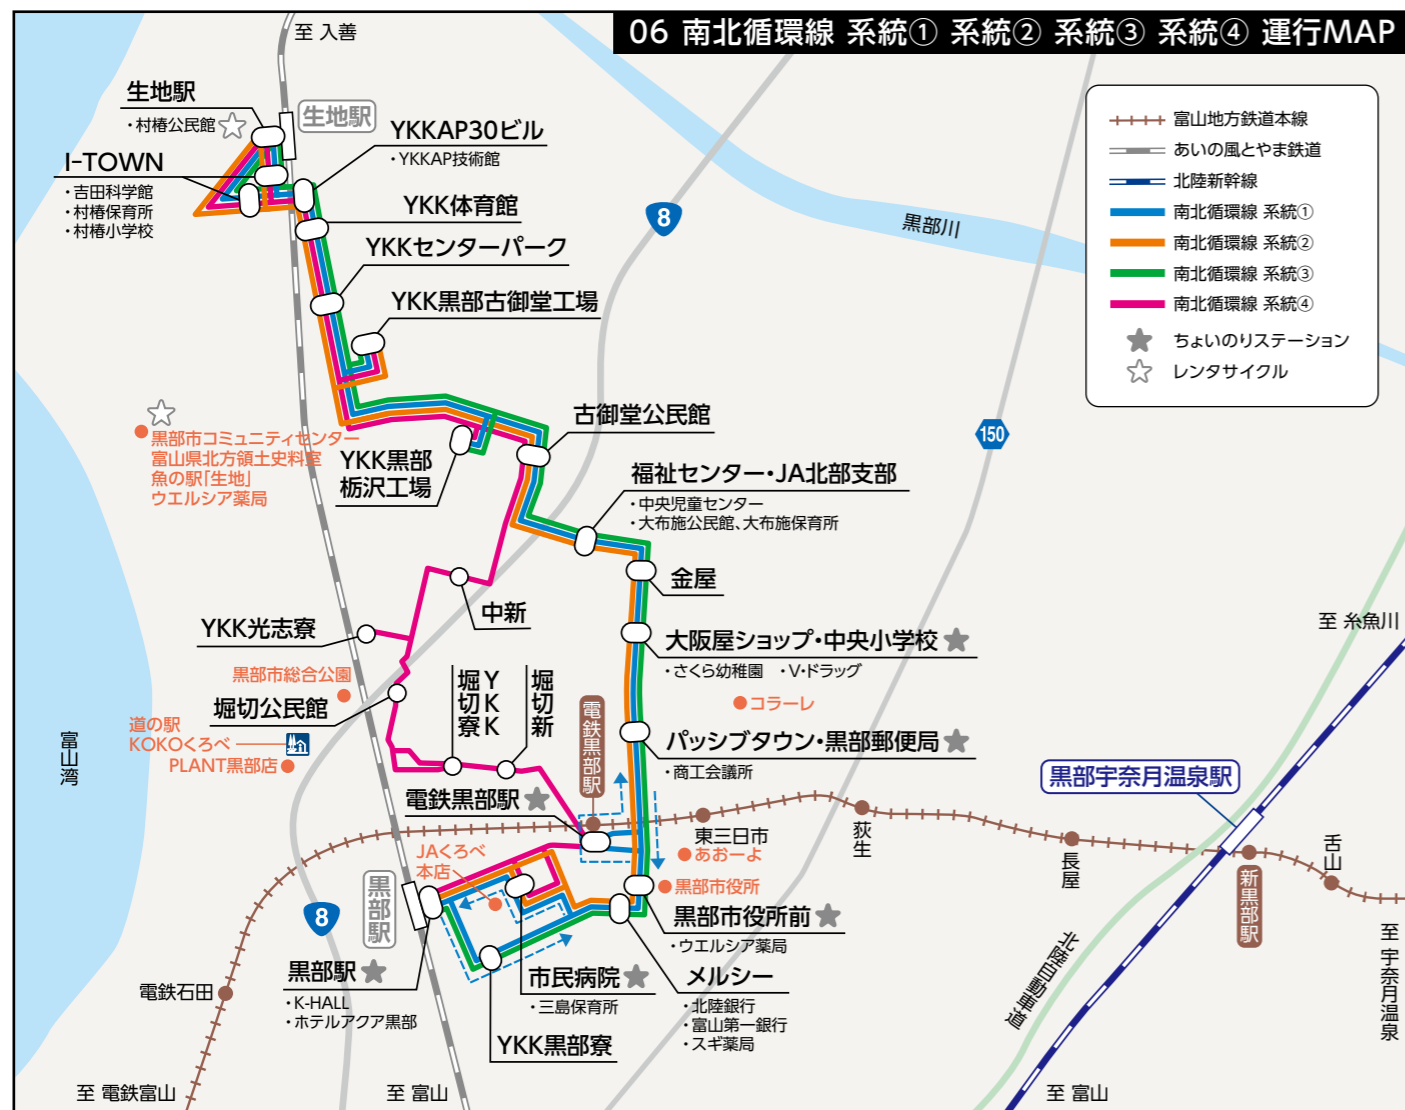 06 南北循環線 系統① 系統② 系統③ 系統④ 運行MAP
至 入善
生地駅
・村椿公民館
生地駅
I-TOWN
・吉田科学館
・村椿保育所
・村椿小学校
YKKAP30ビル
・YKKAP技術館
YKK体育館
YKKセンターパーク
YKK黒部古御堂工場
8
黒部川
富山地方鉄道本線
あいの風とやま鉄道
北陸新幹線
南北循環線 系統①
南北循環線 系統②
南北循環線 系統③
南北循環線 系統④
ちょいのりステーション
レンタサイクル
黒部市コミュニティセンター
富山県北方領土史料室
魚の駅「生地」
ウエルシア薬局
YKK黒部
栃沢工場
古御堂公民館
150
福祉センター・JA北部支部
・中央児童センター
・大布施公民館、大布施保育所
金屋
中新
YKK光志寮
大阪屋ショップ・中央小学校
・さくら幼稚園 ・V・ドラッグ
至 糸魚川
黒部市総合公園
堀切公民館
YKK
堀切寮
堀切新
電鉄黒部駅
コラーレ
道の駅
KOKOくろべ
PLANT黒部店
富山湾
パッシブタウン・黒部郵便局
・商工会議所
黒部宇奈月温泉駅
電鉄黒部駅
東三日市
あおーよ
荻生
長屋
舌山
新黒部駅
JAくろべ
本店
黒部市役所
黒部駅
8
黒部市役所前
・ウエルシア薬局
黒部駅
・K-HALL
・ホテルアクア黒部
市民病院
・三島保育所
メルシー
・北陸銀行
・富山第一銀行
・スギ薬局
YKK黒部寮
電鉄石田
北陸自動車道
至 宇奈月温泉
至 電鉄富山
至 富山
至 富山